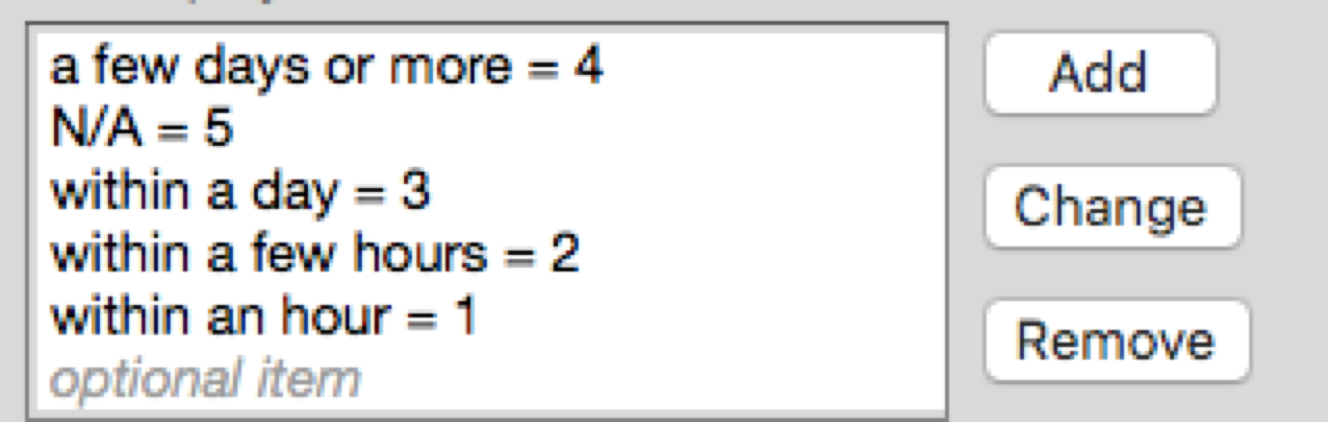 a few days or more = 4
N/A = 5
within a day = 3
within a few hours = 2
within an hour = 1
optional item
Add
Change
Remove